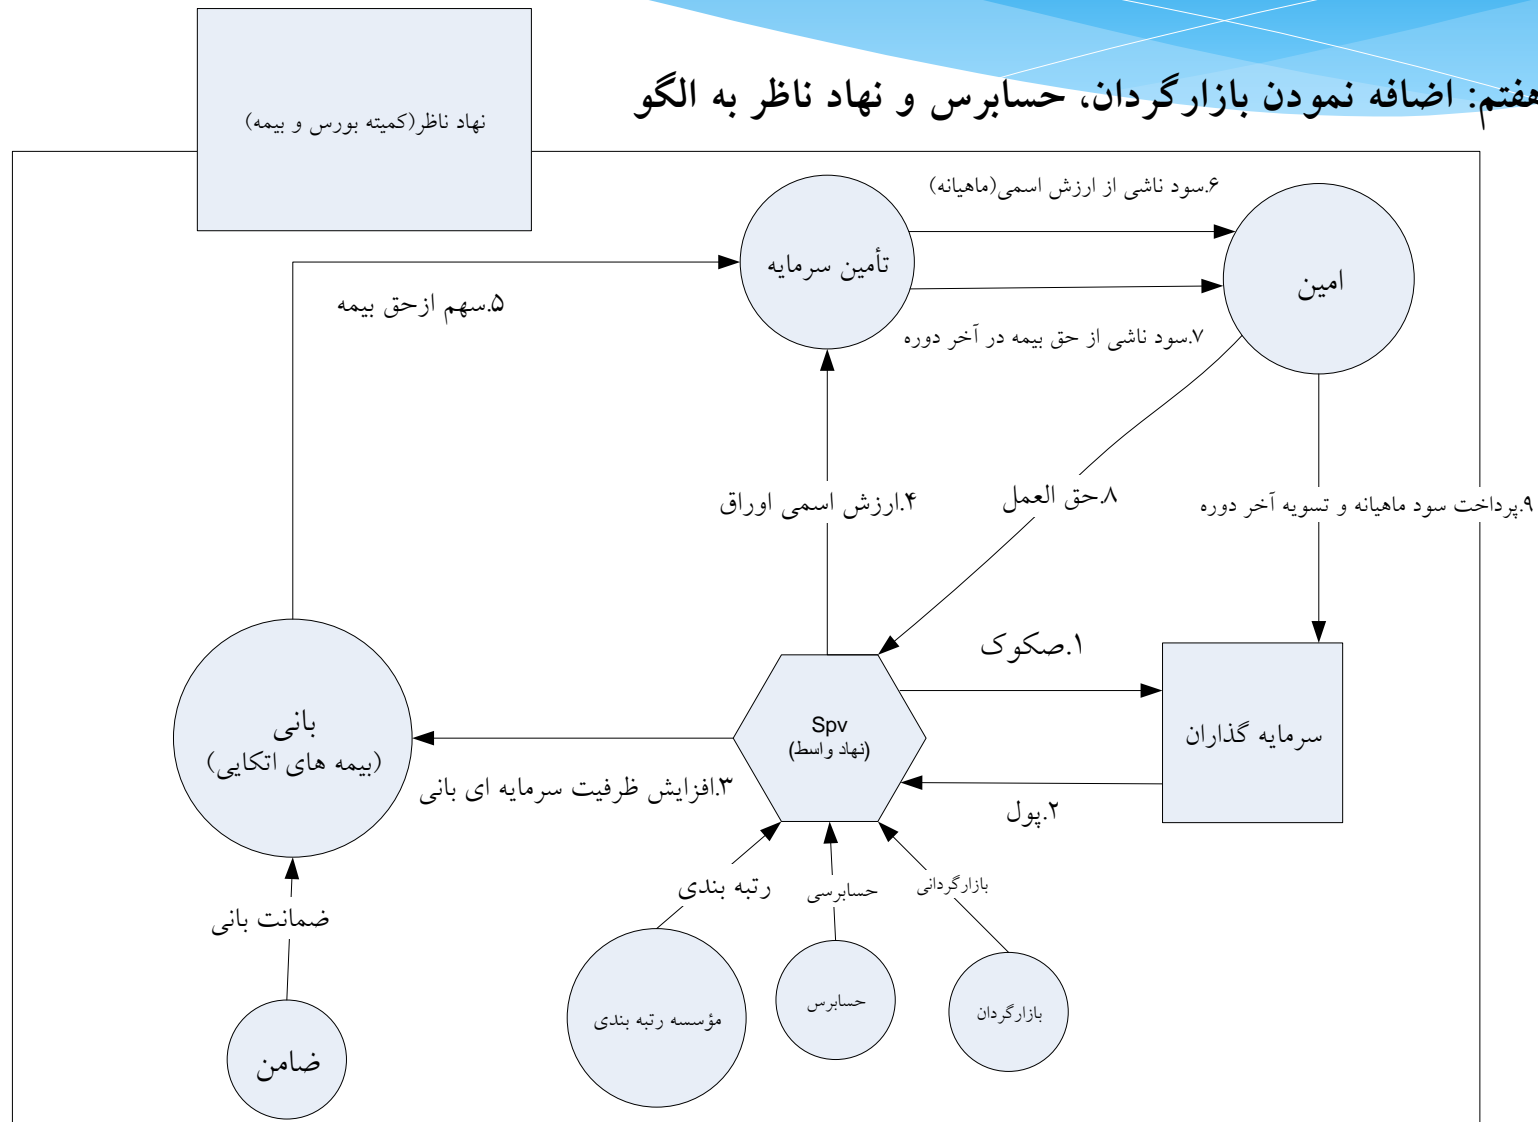 هفتم: اضافه نمودن بازارگردان، حسابرس و نهاد ناظر به الگو
نهاد ناظر(کمیته بورس و بیمه)
۶.سود ناشی از ارزش اسمی(ماهیانه)
تأمین سرمایه
امین
۵.سهم ازحق بیمه
۷.سود ناشی از حق بیمه در آخر دوره
۴.ارزش اسمی اوراق
۸.حق العمل
۹.پرداخت سود ماهیانه و تسویه آخر دوره
۱.صکوک
بانی
(بیمه های اتکایی)
Spv
(نهاد واسط)
سرمایه گذاران
۳.افزایش ظرفیت سرمایه ای بانی
۲.پول
رتبه بندی
حسابرسی
بازارگردانی
ضمانت بانی
ضامن
مؤسسه رتبه بندی
حسابرس
بازارگردان